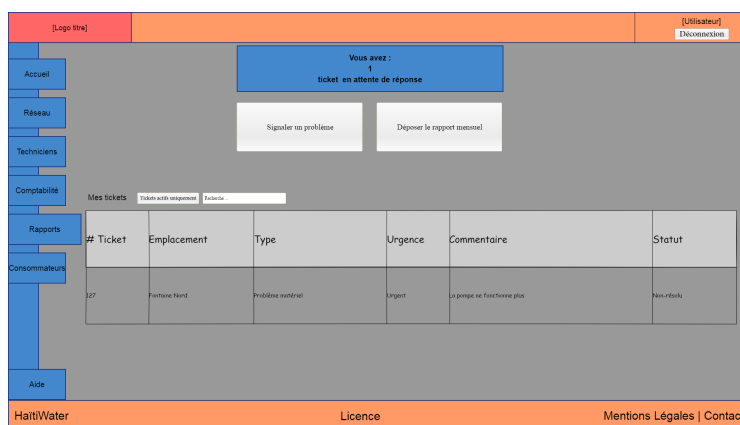 [Logo titre]
[Utilisateur]
Déconnexion
Vous avez :
1
ticket en attente de réponse
Accueil
Réseau
Techniciens
Comptabilité
Rapports
Consommateurs
Aide
Signaler un problème
Déposer le rapport mensuel
Mes tickets
Tickets actifs uniquement
Recherche ...
# Ticket Emplacement Type Urgence Commentaire Statut
127 Fontaine Nord Problème matériel Urgent La pompe ne fonctionne plus Non-résolu
HaïtiWater Licence Mentions Légales | Contac